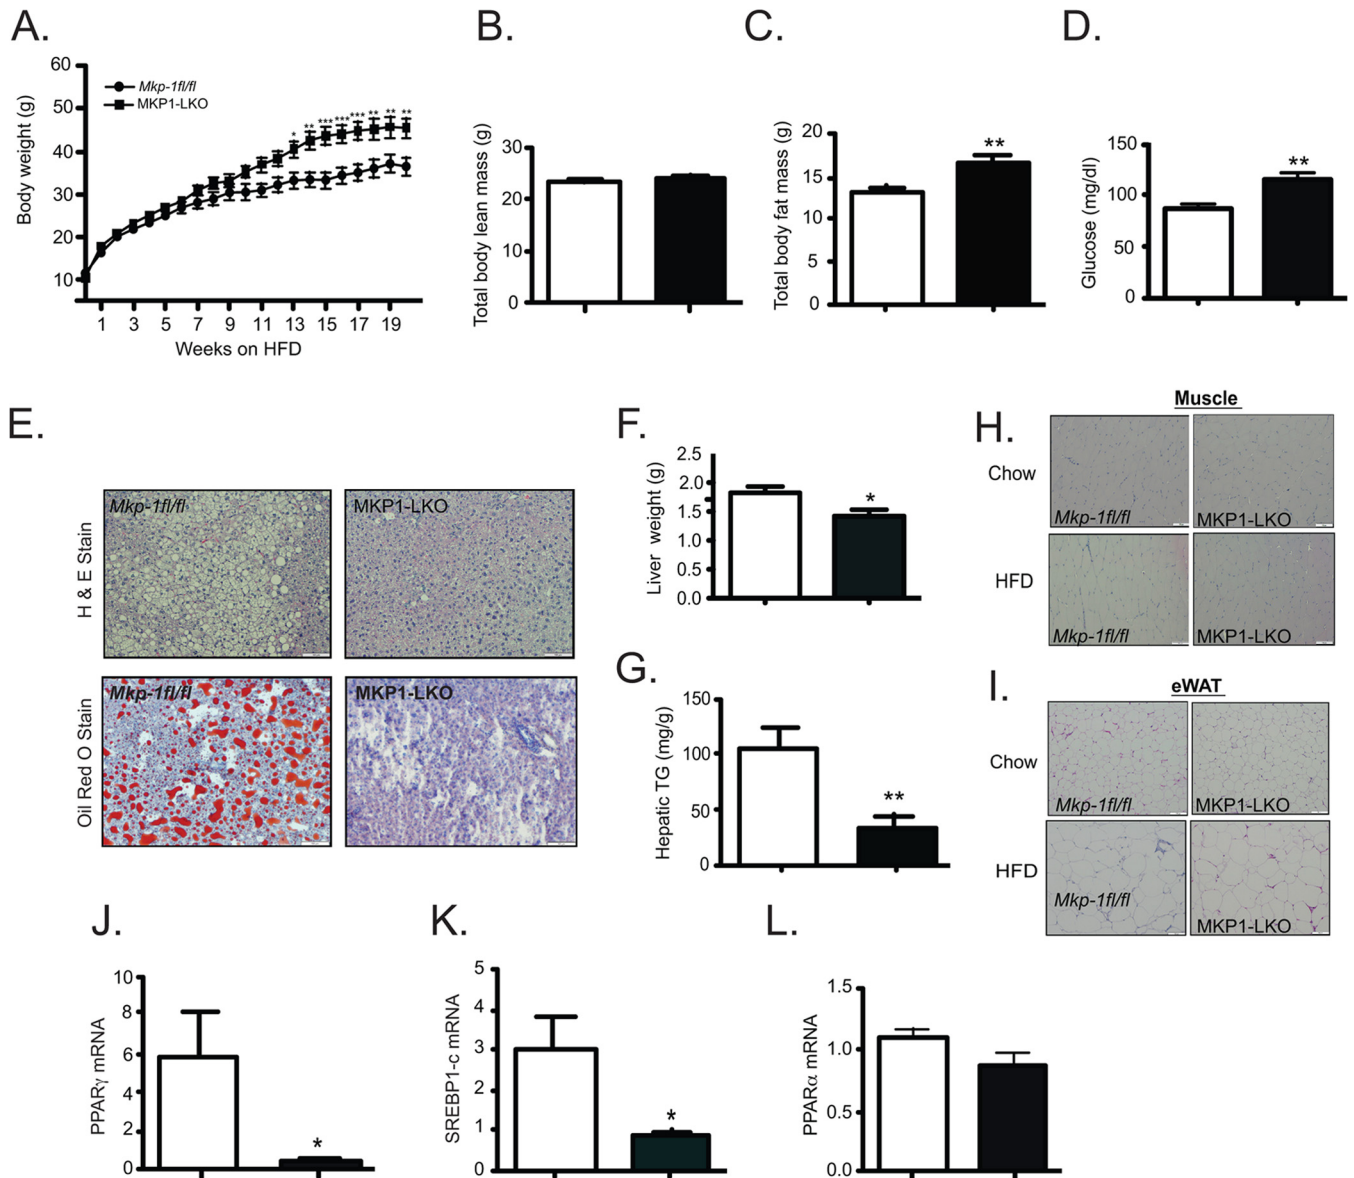 A.
B.
C.
D.
60
50
40
30
20
10
Body weight (g)
Mkp-1fl/fl
MKP1-LKO
* ** *** *** *** ** ** **
1 3 5 7 9 11 13 15 17 19
Weeks on HFD
30
20
10
0
Total body lean mass (g)
20
15
10
5
0
Total body fat mass (g)
**
150
100
50
0
Glucose (mg/dl)
**
E.
H & E Stain
Mkp-1fl/fl
MKP1-LKO
Oil Red O Stain
Mkp-1fl/fl
MKP1-LKO
F.
2.5
2.0
1.5
1.0
0.5
0.0
Liver weight (g)
*
G.
150
100
50
0
Hepatic TG (mg/g)
**
H.
Muscle
Chow
Mkp-1fl/fl
MKP1-LKO
HFD
Mkp-1fl/fl
MKP1-LKO
I.
eWAT
Chow
Mkp-1fl/fl
MKP1-LKO
HFD
Mkp-1fl/fl
MKP1-LKO
J.
10
8
6
4
2
0
PPARγ mRNA
*
K.
5
4
3
2
1
0
SREBP1-c mRNA
*
L.
1.5
1.0
0.5
0.0
PPARα mRNA